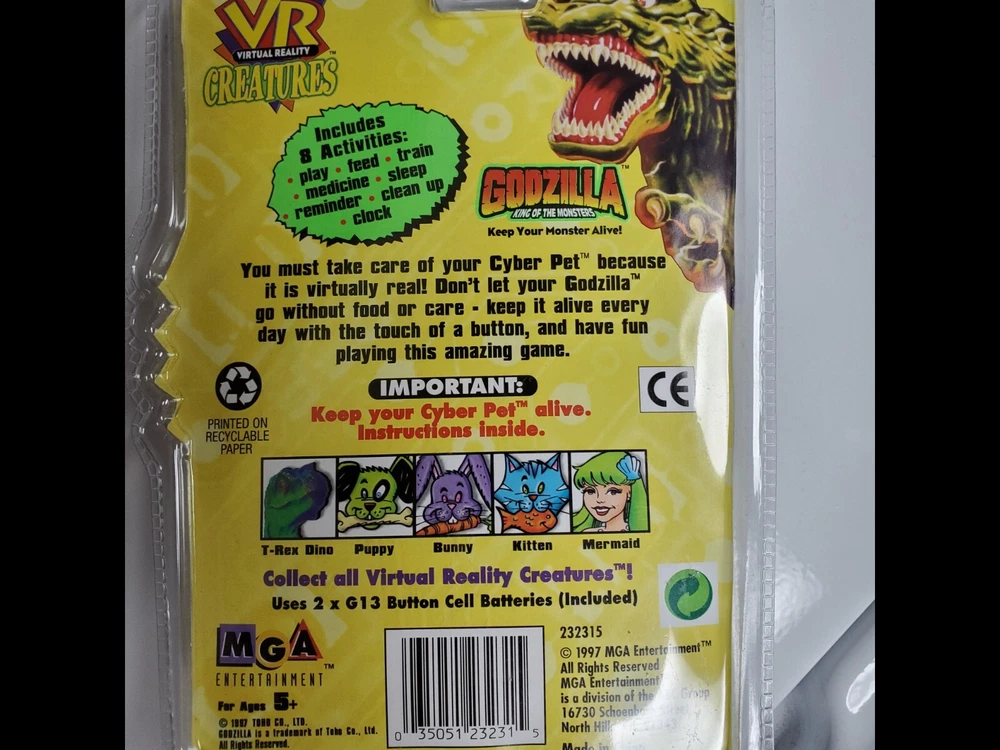 VR
VIRTUAL REALITY
CREATURES™
Includes
8 Activities:
• play • feed • train
• medicine • sleep
• reminder • clean up
• clock
GODZILLA™
KING OF THE MONSTERS
Keep Your Monster Alive!
You must take care of your Cyber Pet™ because
it is virtually real! Don't let your Godzilla™
go without food or care - keep it alive every
day with the touch of a button, and have fun
playing this amazing game.
IMPORTANT:
Keep your Cyber Pet™ alive.
Instructions inside.
CE
PRINTED ON
RECYCLABLE
PAPER
T-Rex Dino Puppy Bunny Kitten Mermaid
Collect all Virtual Reality Creatures™!
Uses 2 x G13 Button Cell Batteries (Included)
MGA™
ENTERTAINMENT
For Ages 5+
© 1997 TOHO CO., LTD.
GODZILLA is a trademark of Toho Co., Ltd.
All Rights Reserved.
0 35051 23231 5
232315
© 1997 MGA Entertainment™
All Rights Reserved
MGA Entertainment
is a division of the Group
16730
North
Made in